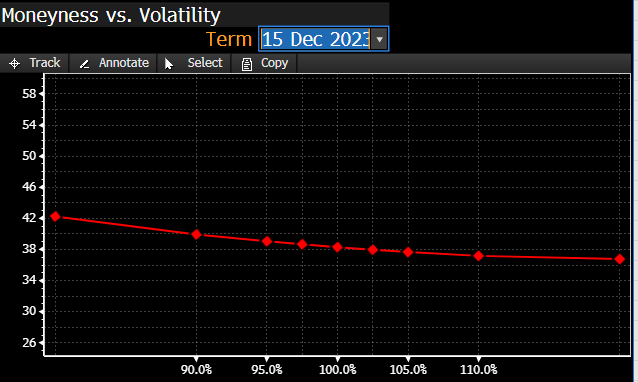 Moneyness vs. Volatility
Term 15 Dec 2023
Track Annotate Select Copy
58
54
50
46
42
38
34
30
26
90.0% 95.0% 100.0% 105.0% 110.0%